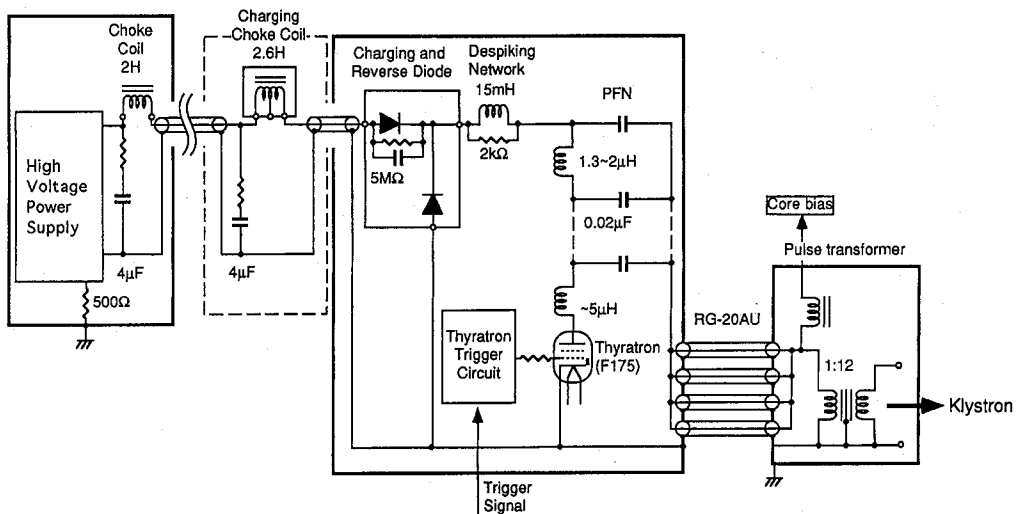 Choke
Coil
2H
High
Voltage
Power
Supply
4μF
500Ω
Charging
Choke Coil
2.6H
4μF
Charging and
Reverse Diode
5MΩ
Despiking
Network
15mH
2kΩ
PFN
1.3~2μH
0.02μF
~5μH
Thyratron
Trigger
Circuit
Thyratron
(F175)
Trigger
Signal
RG-20AU
Core bias
Pulse transformer
1:12
Klystron